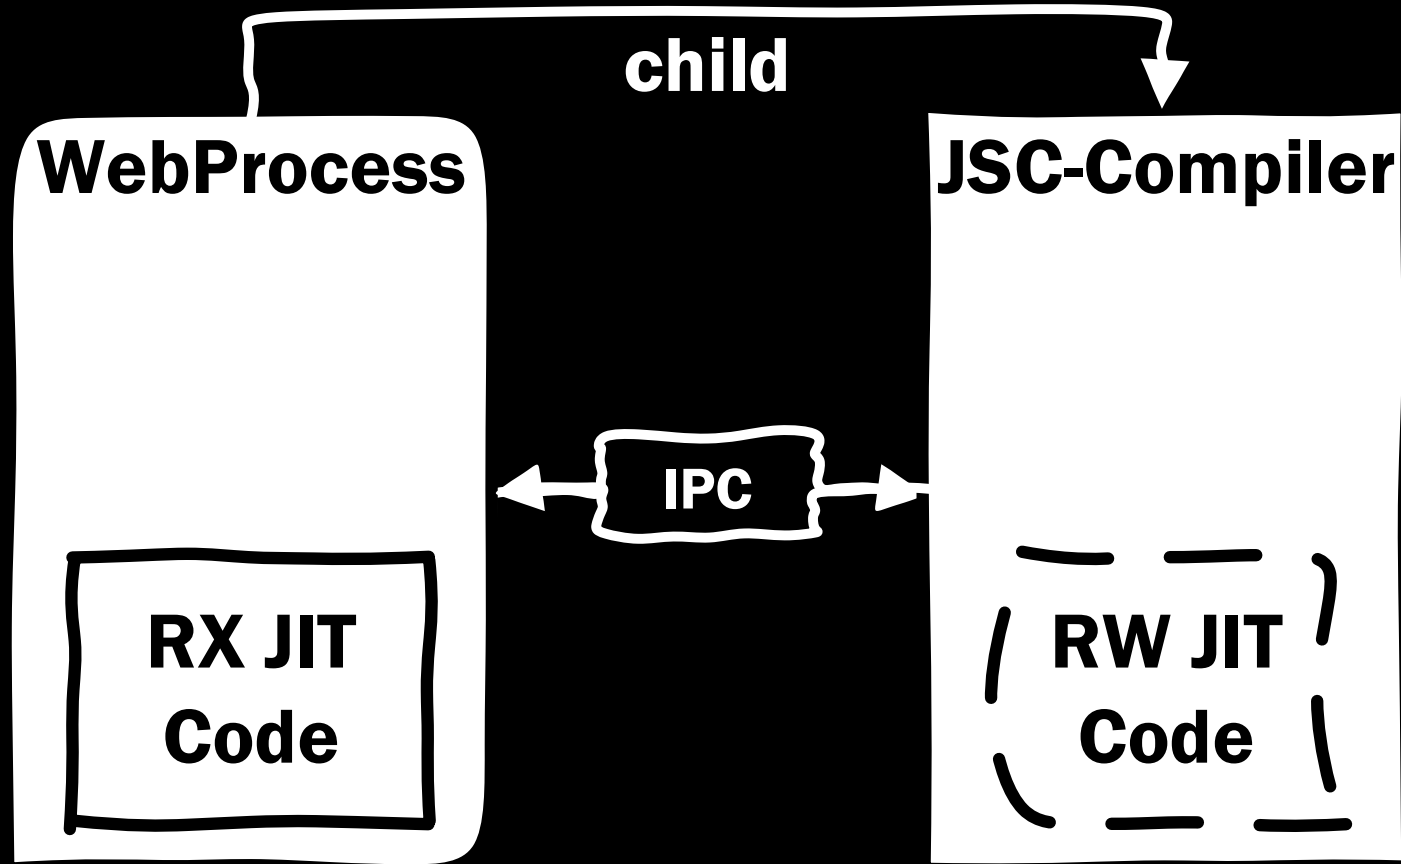 child
WebProcess
JSC-Compiler
IPC
RX JIT
Code
RW JIT
Code